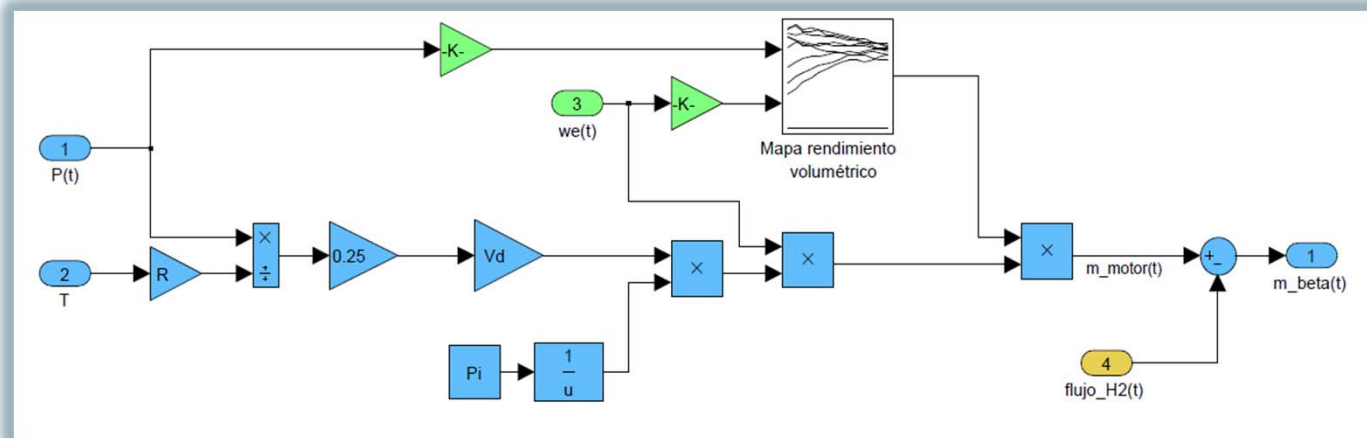 -K-
3
we(t)
-K-
Mapa rendimiento
volumétrico
1
P(t)
×
÷
2
T
R
0.25
Vd
×
×
×
m_motor(t)
+
-
1
m_beta(t)
Pi
1
u
4
flujo_H2(t)